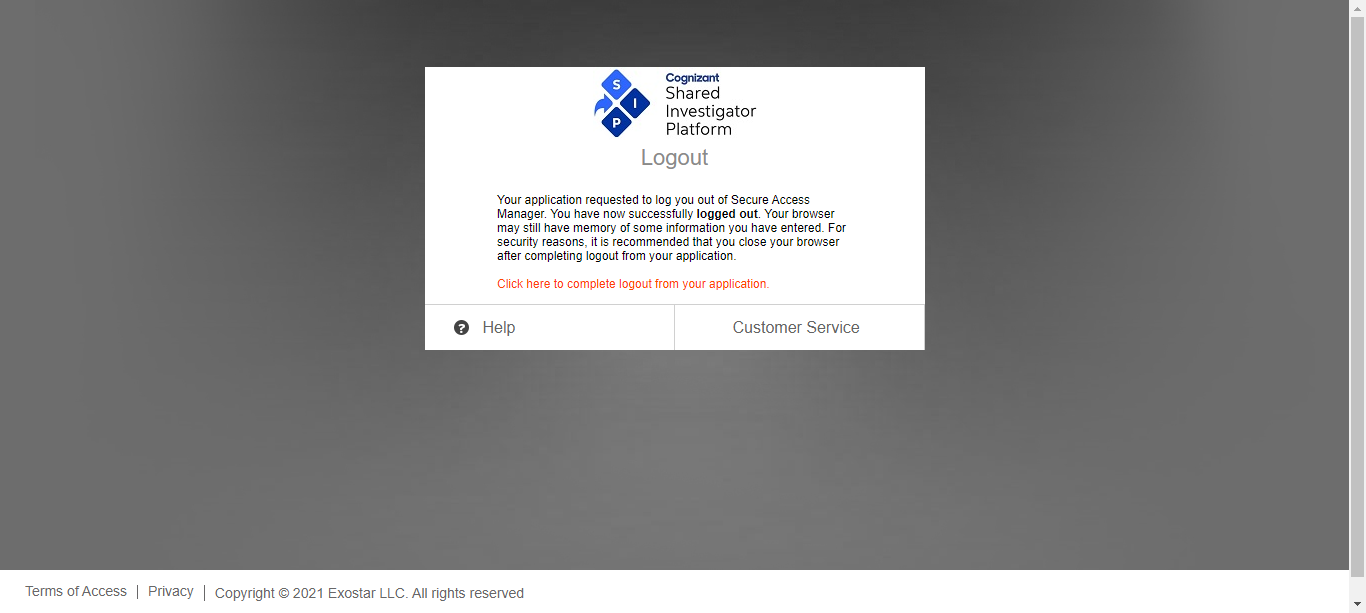 S
I
P
Cognizant
Shared
Investigator
Platform
Logout
Your application requested to log you out of Secure Access
Manager. You have now successfully logged out. Your browser
may still have memory of some information you have entered. For
security reasons, it is recommended that you close your browser
after completing logout from your application.
Click here to complete logout from your application.
? Help
Customer Service
Terms of Access | Privacy | Copyright © 2021 Exostar LLC. All rights reserved